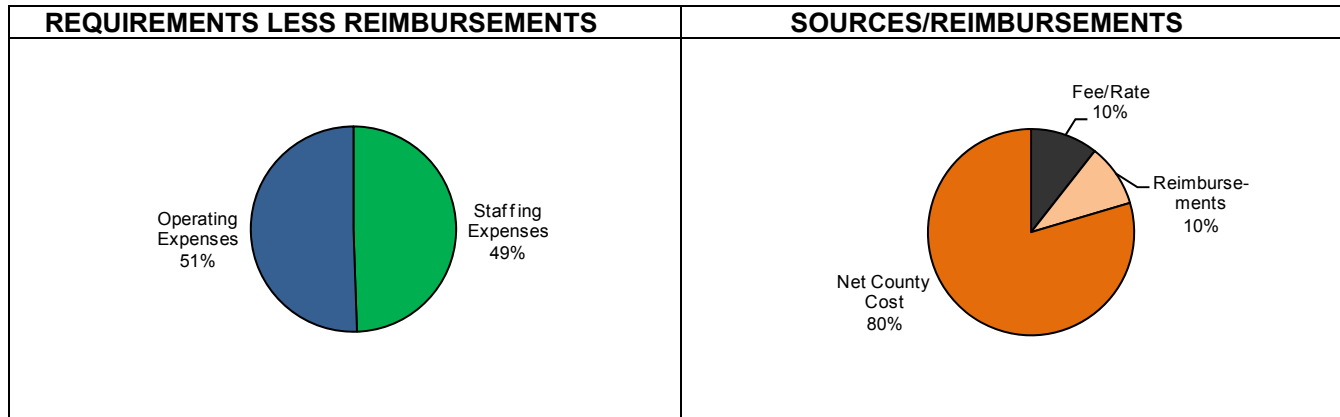 REQUIREMENTS LESS REIMBURSEMENTS
SOURCES/REIMBURSEMENTS
Operating
Expenses
51%
Staffing
Expenses
49%
Fee/Rate
10%
Reimburse-
ments
10%
Net County
Cost
80%